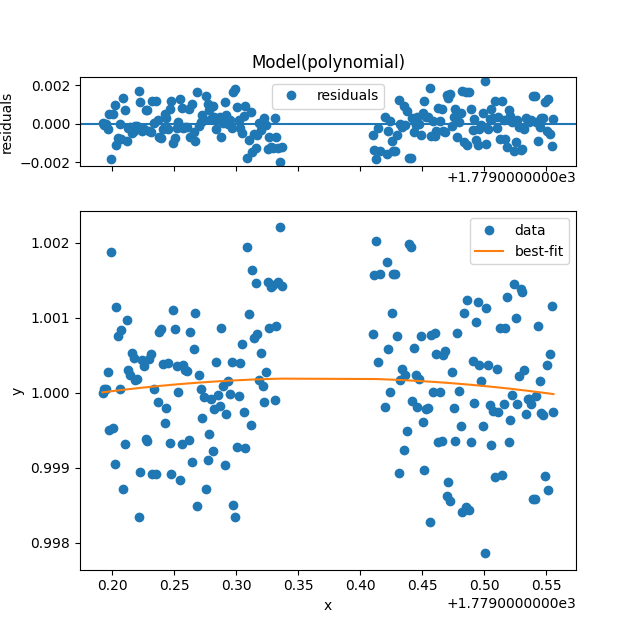 Model(polynomial)
0.002
0.000
−0.002
residuals
residuals
+1.7790000000e3
1.002
1.001
1.000
0.999
0.998
y
data
best-fit
0.20 0.25 0.30 0.35 0.40 0.45 0.50 0.55
x
+1.7790000000e3